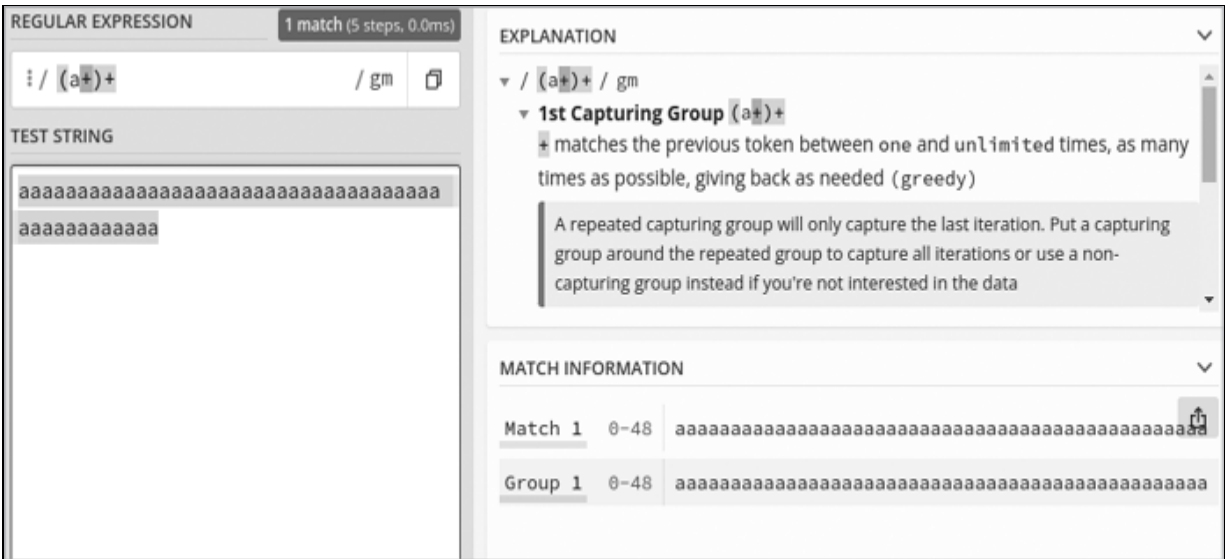 REGULAR EXPRESSION
1 match (5 steps, 0.0ms)
/ (a+)+ / gm
TEST STRING
aaaaaaaaaaaaaaaaaaaaaaaaaaaaaaaaaaaa
aaaaaaaaaaaa
EXPLANATION
/ (a+)+ / gm
1st Capturing Group (a+)+
+ matches the previous token between one and unlimited times, as many
times as possible, giving back as needed (greedy)
A repeated capturing group will only capture the last iteration. Put a capturing
group around the repeated group to capture all iterations or use a non-
capturing group instead if you're not interested in the data
MATCH INFORMATION
Match 1 0-48 aaaaaaaaaaaaaaaaaaaaaaaaaaaaaaaaaaaaaaaaaaaaaaaa
Group 1 0-48 aaaaaaaaaaaaaaaaaaaaaaaaaaaaaaaaaaaaaaaaaaaaaaaa